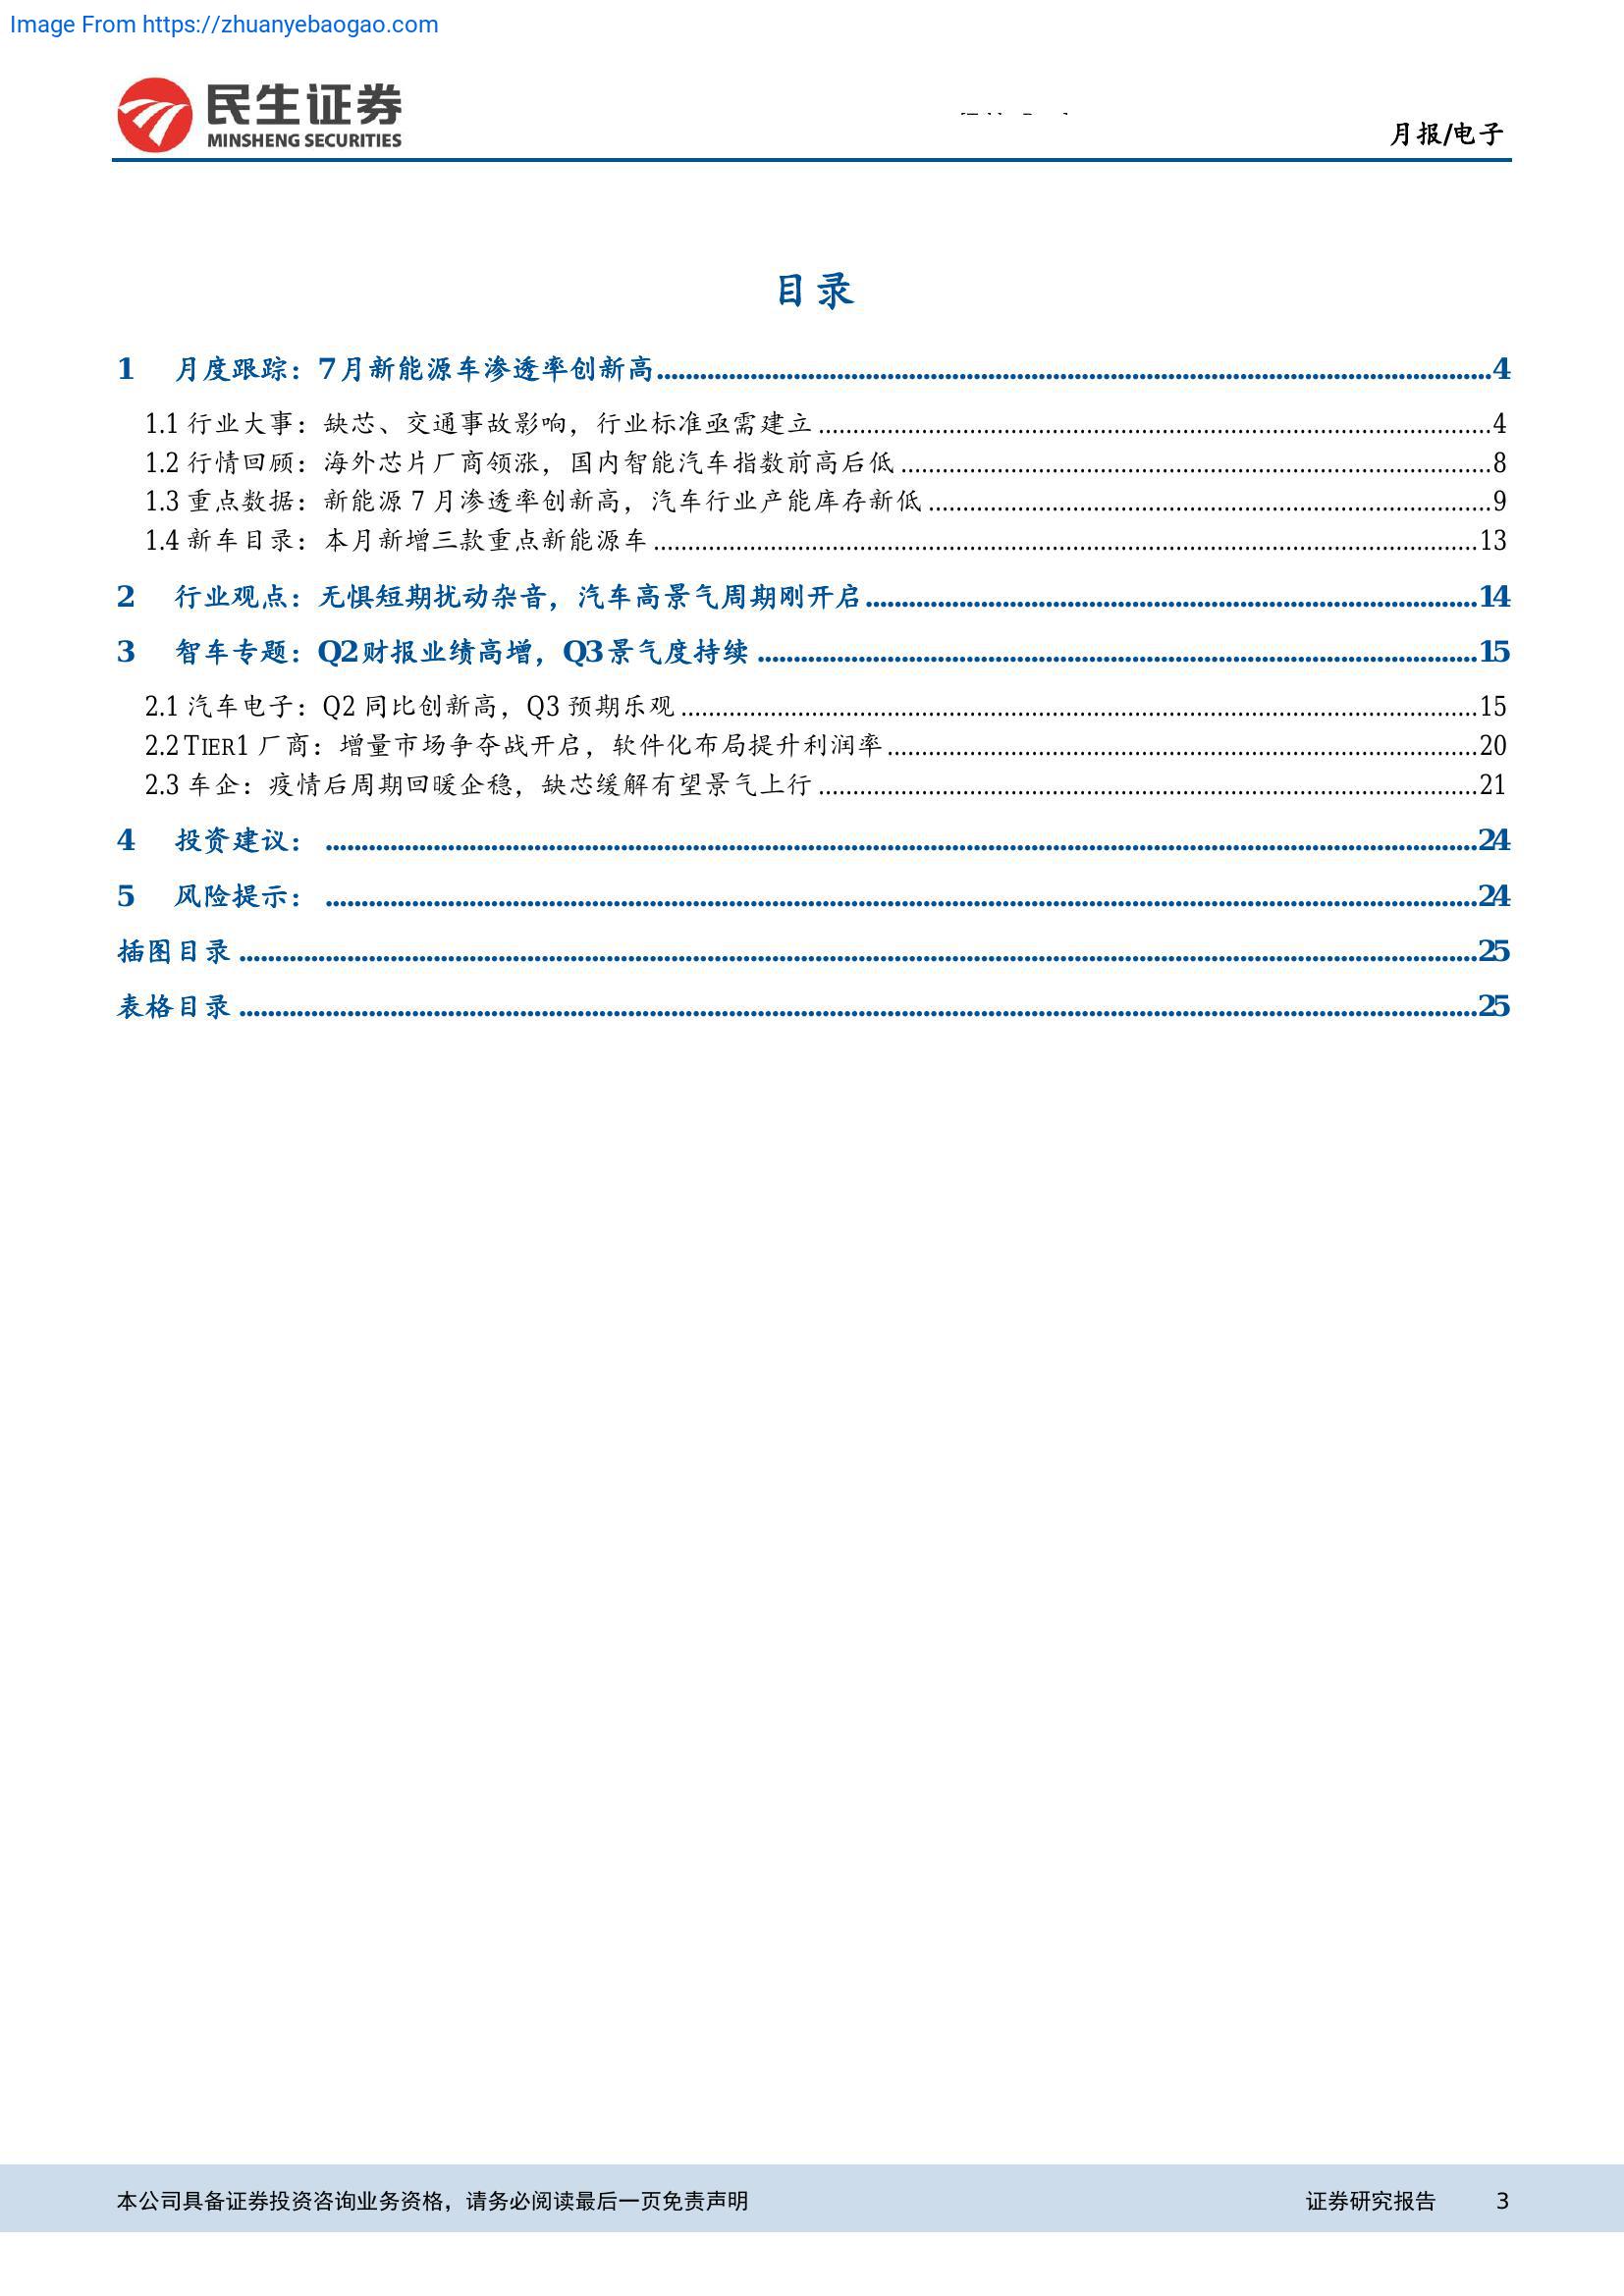 Image From https://zhuanyebaogao.com
民生证券
MINSHENG SECURITIES
月报/电子
目录
1 月度跟踪：7月新能源车渗透率创新高 4
1.1 行业大事：缺芯、交通事故影响，行业标准亟需建立 4
1.2 行情回顾：海外芯片厂商领涨，国内智能汽车指数前高后低 8
1.3 重点数据：新能源 7 月渗透率创新高，汽车行业产能库存新低 9
1.4 新车目录：本月新增三款重点新能源车 13
2 行业观点：无惧短期扰动杂音，汽车高景气周期刚开启 14
3 智车专题：Q2财报业绩高增，Q3景气度持续 15
2.1 汽车电子：Q2 同比创新高，Q3 预期乐观 15
2.2 TIER1 厂商：增量市场争夺战开启，软件化布局提升利润率 20
2.3 车企：疫情后周期回暖企稳，缺芯缓解有望景气上行 21
4 投资建议： 24
5 风险提示： 24
插图目录 25
表格目录 25
本公司具备证券投资咨询业务资格，请务必阅读最后一页免责声明
证券研究报告 3